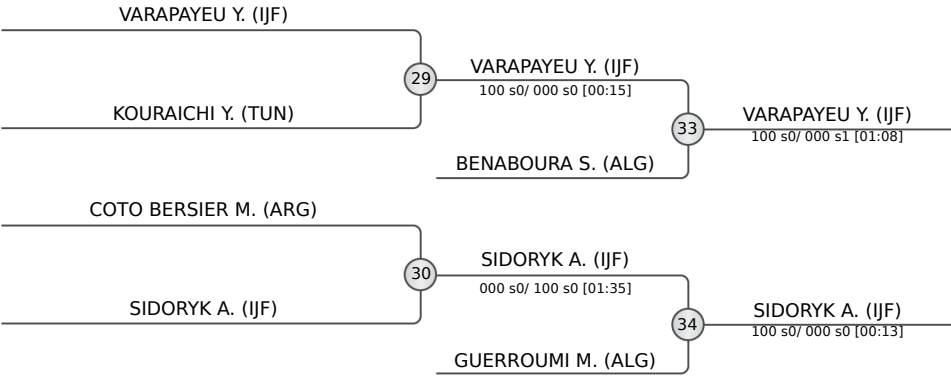 VARAPAYEU Y. (IJF)
29
KOURAICHI Y. (TUN)
VARAPAYEU Y. (IJF)
100 s0/ 000 s0 [00:15]
33
BENABOURA S. (ALG)
VARAPAYEU Y. (IJF)
100 s0/ 000 s1 [01:08]
COTO BERSIER M. (ARG)
30
SIDORYK A. (IJF)
SIDORYK A. (IJF)
000 s0/ 100 s0 [01:35]
34
GUERROUMI M. (ALG)
SIDORYK A. (IJF)
100 s0/ 000 s0 [00:13]